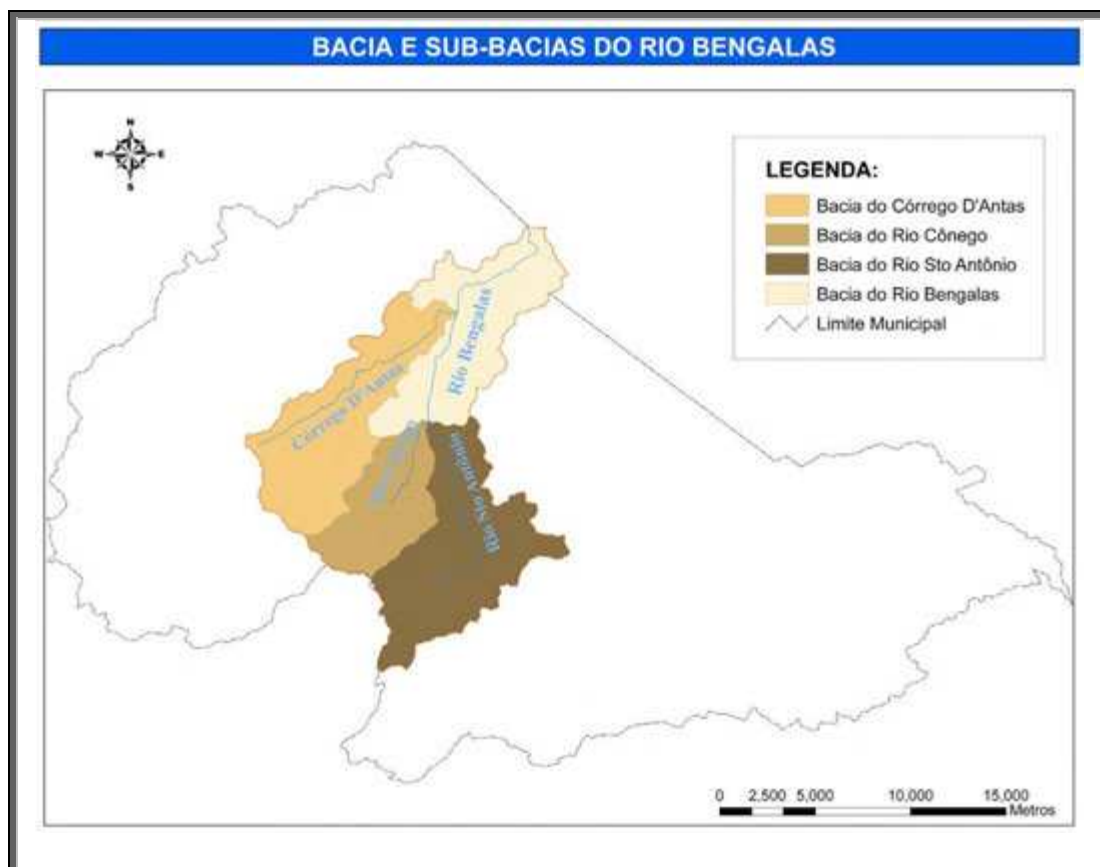 BACIA E SUB-BACIAS DO RIO BENGALAS
N
W E
S
LEGENDA:
Bacia do Córrego D'Antas
Bacia do Rio Cônego
Bacia do Rio Sto Antônio
Bacia do Rio Bengalas
Limite Municipal
Rio Bengalas
Córrego D'Antas
Rio Sto Antônio
0 2,500 5,000 10,000 15,000
Metros